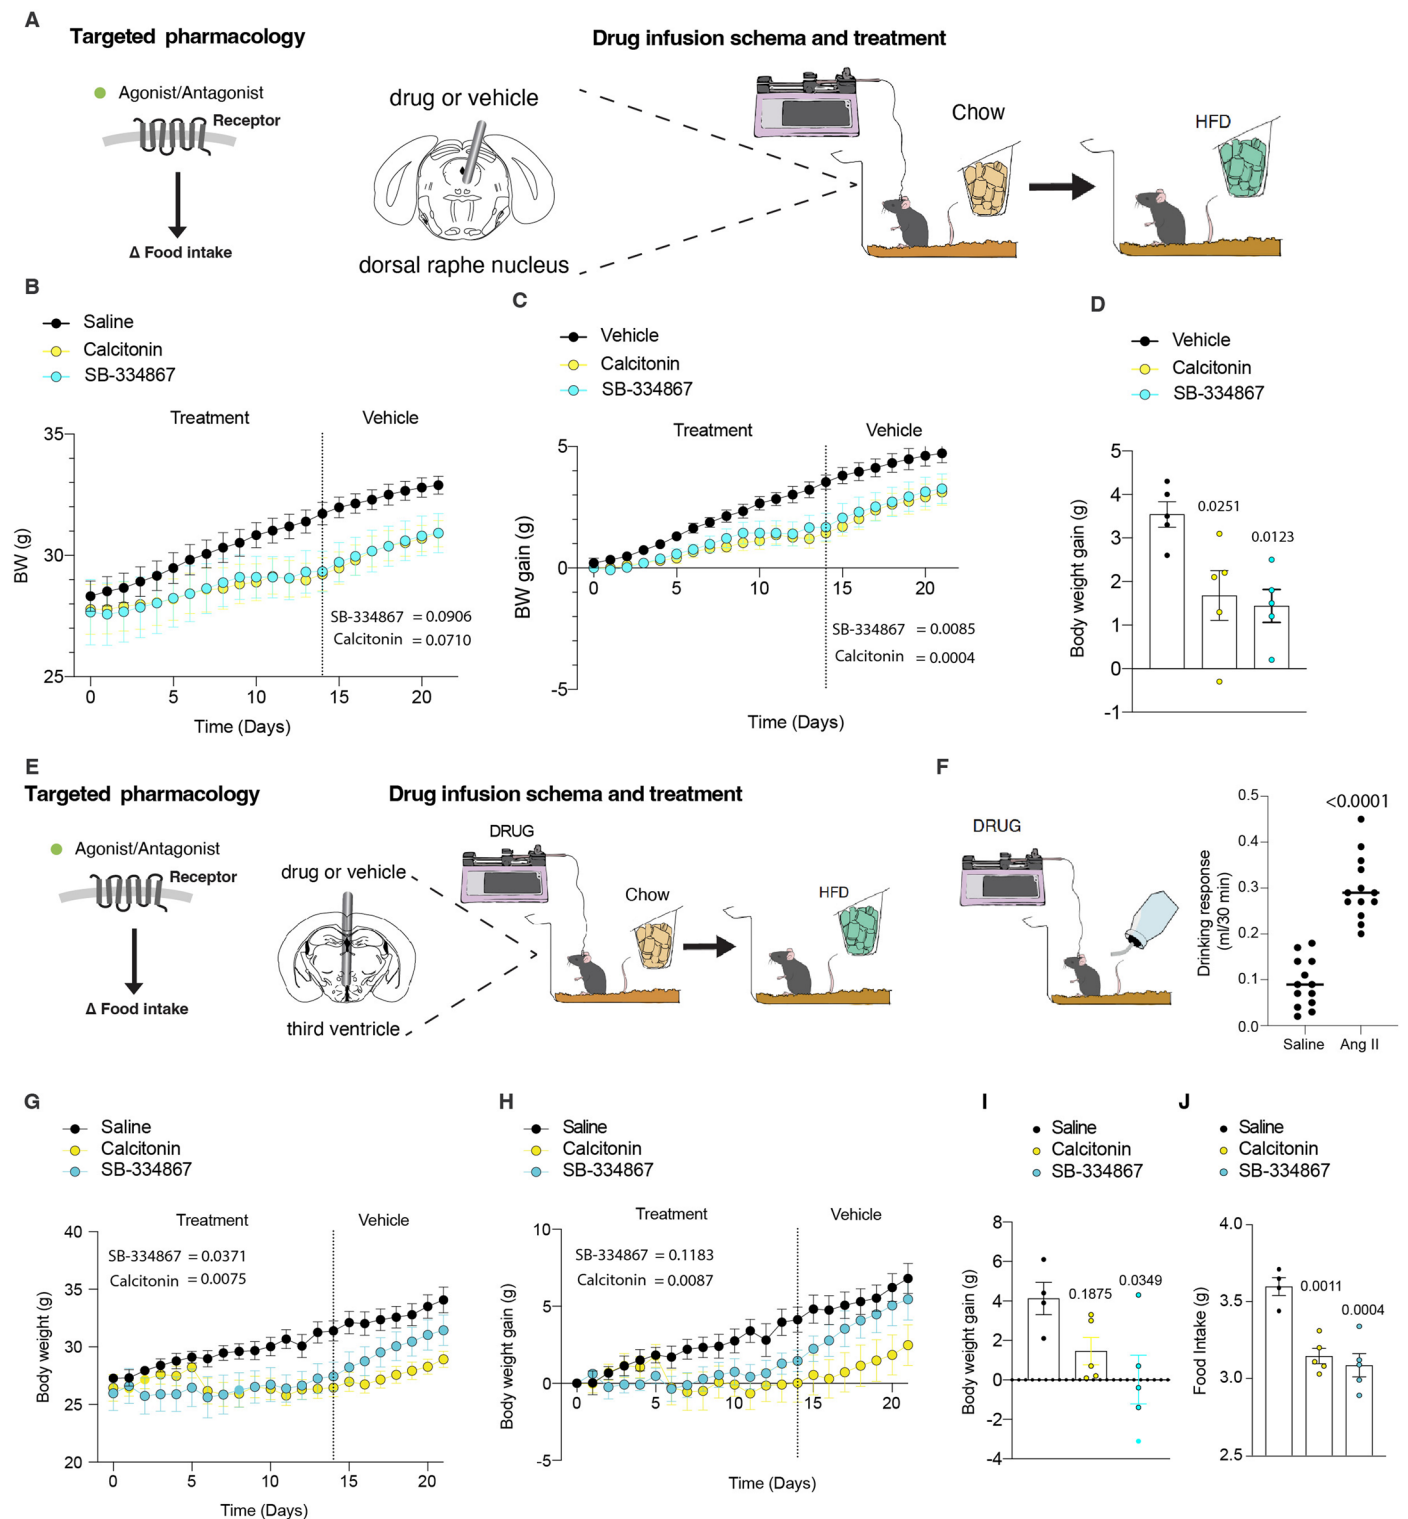 A
Targeted pharmacology
Drug infusion schema and treatment
Agonist/Antagonist
Receptor
Δ Food intake
drug or vehicle
dorsal raphe nucleus
Chow
HFD
B
Saline
Calcitonin
SB-334867
Treatment
Vehicle
35
30
25
BW (g)
SB-334867 = 0.0906
Calcitonin = 0.0710
0 5 10 15 20
Time (Days)
C
Vehicle
Calcitonin
SB-334867
Treatment
Vehicle
5
0
-5
BW gain (g)
0 5 10 15 20
SB-334867 = 0.0085
Calcitonin = 0.0004
Time (Days)
D
Vehicle
Calcitonin
SB-334867
5
4
3
2
1
0
-1
Body weight gain (g)
0.0251
0.0123
E
Targeted pharmacology
Drug infusion schema and treatment
Agonist/Antagonist
Receptor
Δ Food intake
drug or vehicle
third ventricle
DRUG
Chow
HFD
F
DRUG
<0.0001
0.5
0.4
0.3
0.2
0.1
0.0
Drinking response
(ml/30 min)
Saline Ang II
G
Saline
Calcitonin
SB-334867
Treatment
Vehicle
SB-334867 = 0.0371
Calcitonin = 0.0075
40
35
30
25
20
Body weight (g)
0 5 10 15 20
Time (Days)
H
Saline
Calcitonin
SB-334867
Treatment
Vehicle
SB-334867 = 0.1183
Calcitonin = 0.0087
10
5
0
-5
Body weight gain (g)
0 5 10 15 20
Time (Days)
I
Saline
Calcitonin
SB-334867
8
6
4
2
0
-2
-4
Body weight gain (g)
0.1875
0.0349
J
Saline
Calcitonin
SB-334867
4.0
3.5
3.0
2.5
Food Intake (g)
0.0011
0.0004